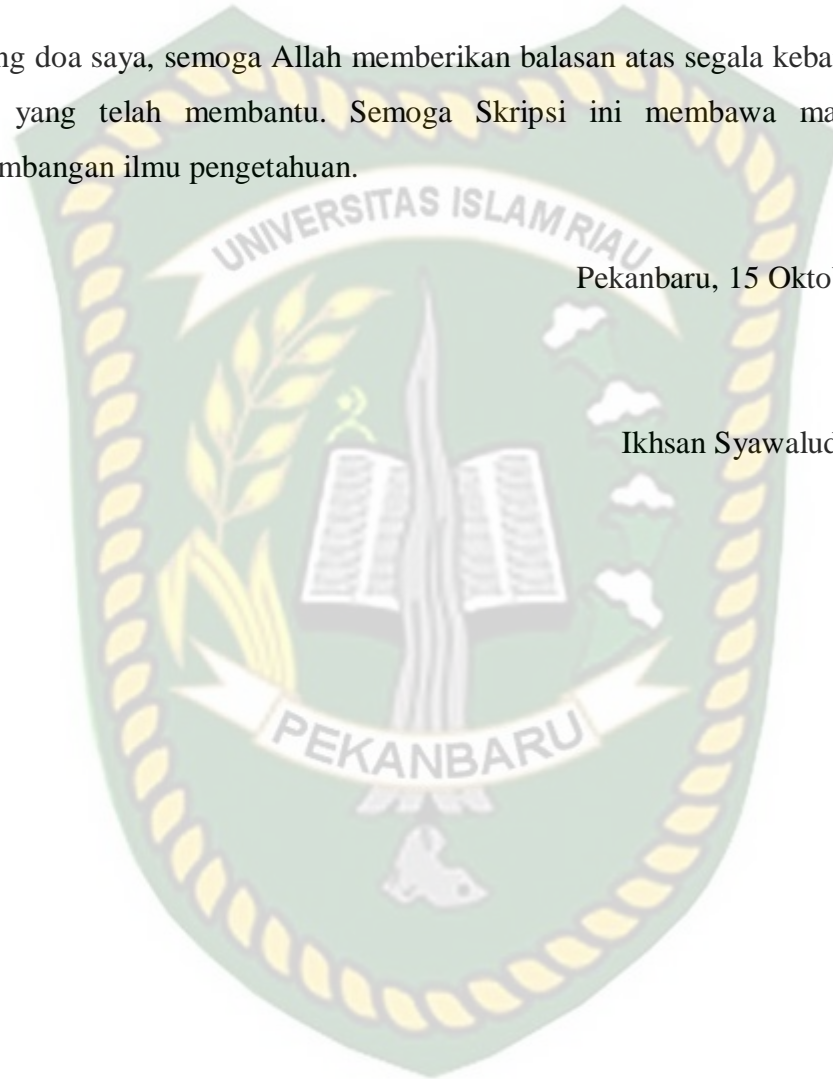 ng doa saya, semoga Allah memberikan balasan atas segala keba
yang telah membantu. Semoga Skripsi ini membawa ma
mbangan ilmu pengetahuan.
UNIVERSITAS ISLAM RIAU
Pekanbaru, 15 Okto
Ikhsan Syawalud
PEKANBARU